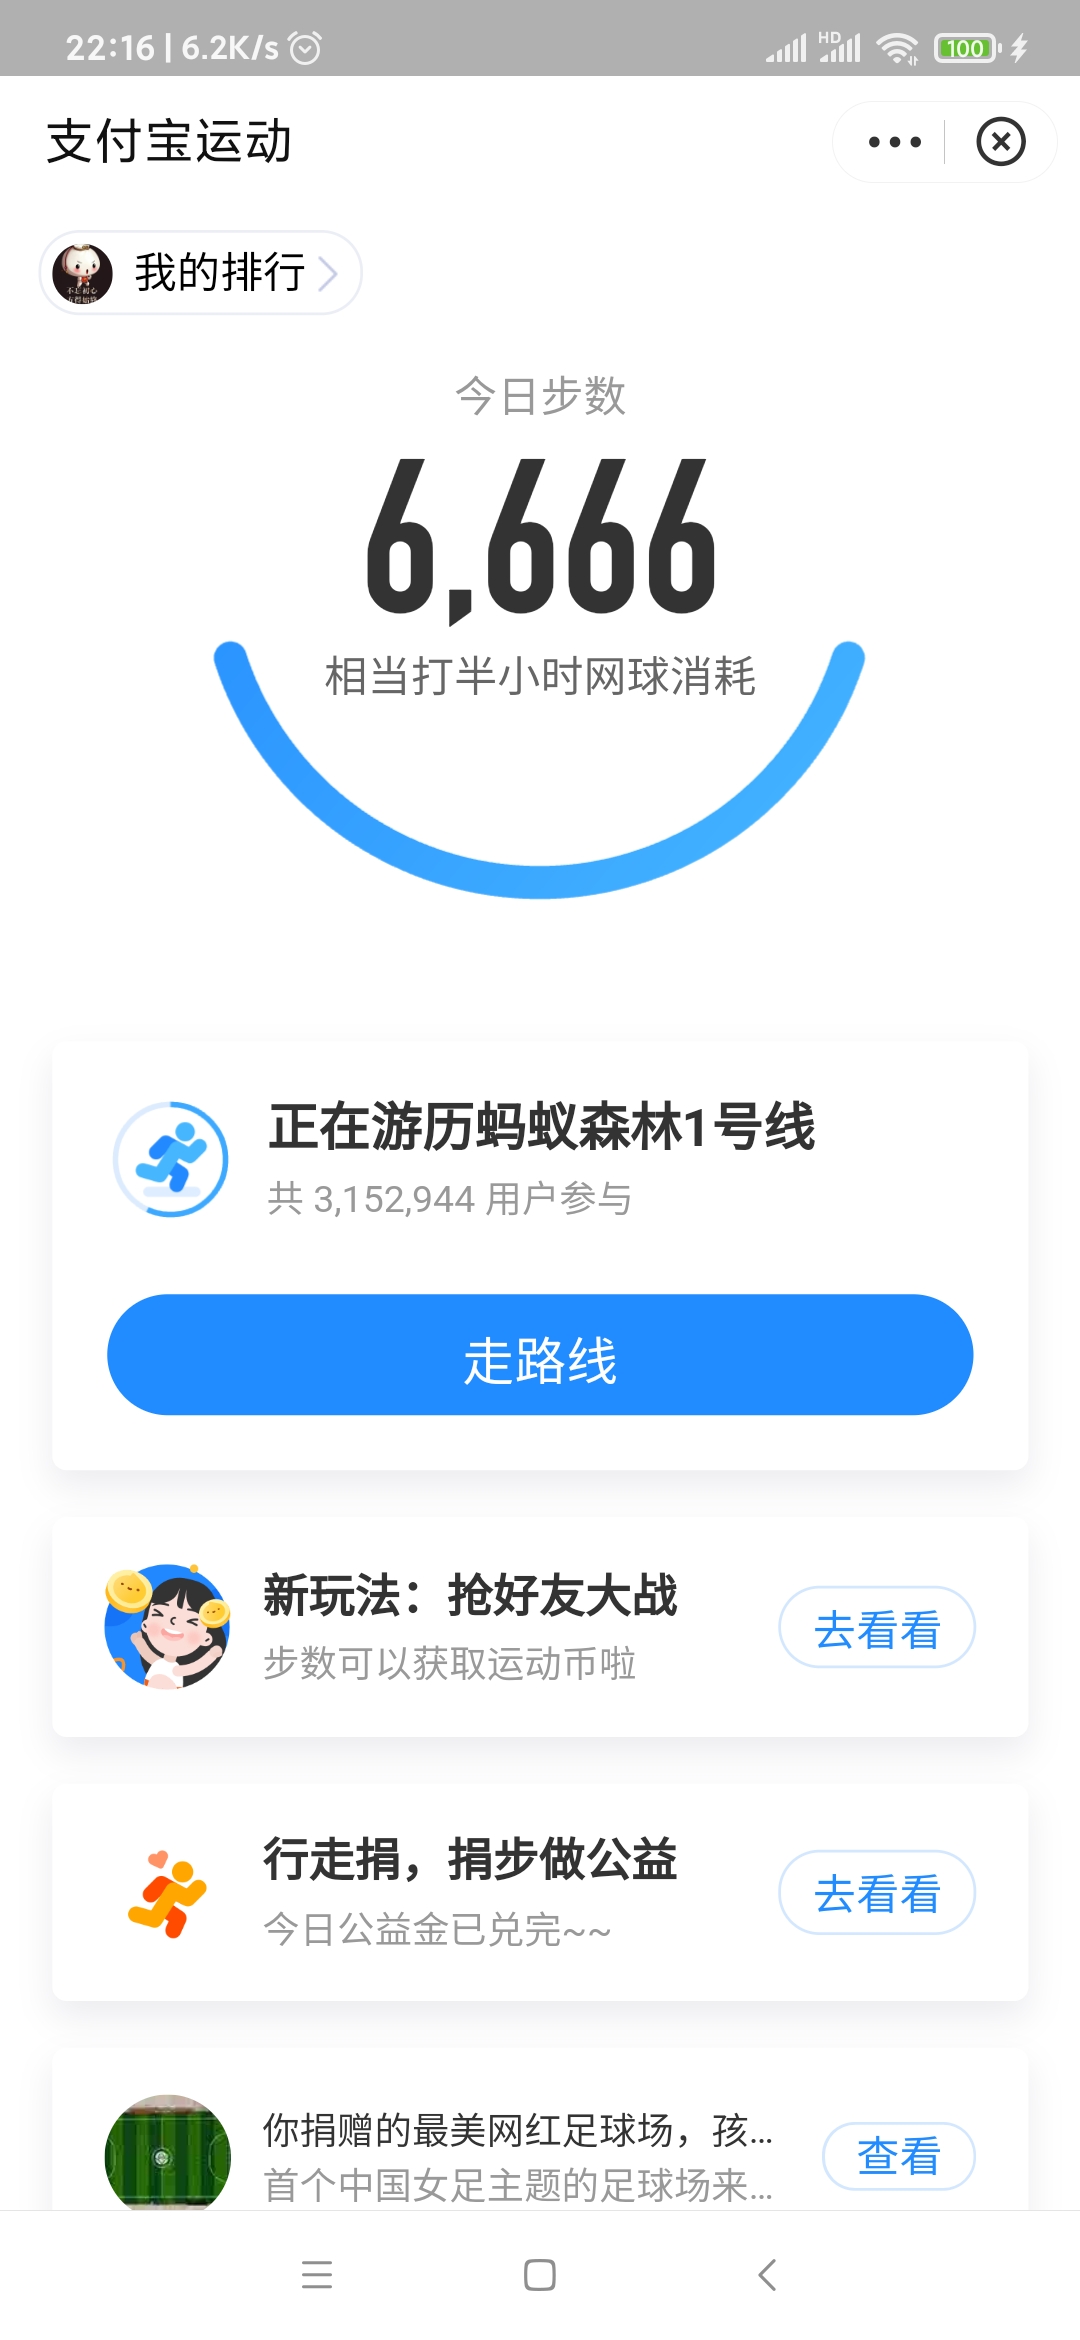 22:16 | 6.2K/s
HD
100
支付宝运动
我的排行
今日步数
6,666
相当打半小时网球消耗
正在游历蚂蚁森林1号线
共 3,152,944 用户参与
走路线
新玩法：抢好友大战
步数可以获取运动币啦
去看看
行走捐，捐步做公益
今日公益金已兑完~~
去看看
你捐赠的最美网红足球场，孩...
首个中国女足主题的足球场来...
查看